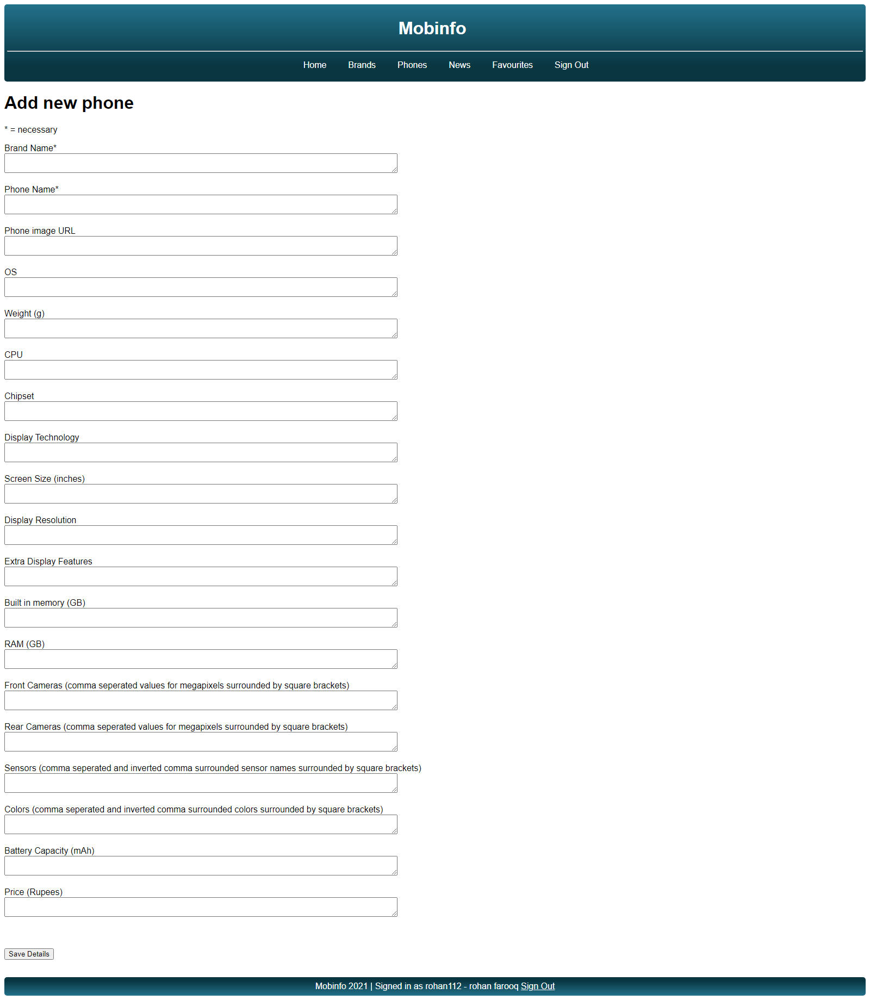 Mobinfo
Home Brands Phones News Favourites Sign Out
Add new phone
* = necessary
Brand Name*
Phone Name*
Phone image URL
OS
Weight (g)
CPU
Chipset
Display Technology
Screen Size (inches)
Display Resolution
Extra Display Features
Built in memory (GB)
RAM (GB)
Front Cameras (comma seperated values for megapixels surrounded by square brackets)
Rear Cameras (comma seperated values for megapixels surrounded by square brackets)
Sensors (comma seperated and inverted comma surrounded sensor names surrounded by square brackets)
Colors (comma seperated and inverted comma surrounded colors surrounded by square brackets)
Battery Capacity (mAh)
Price (Rupees)
Save Details
Mobinfo 2021 | Signed in as rohan112 - rohan farooq Sign Out